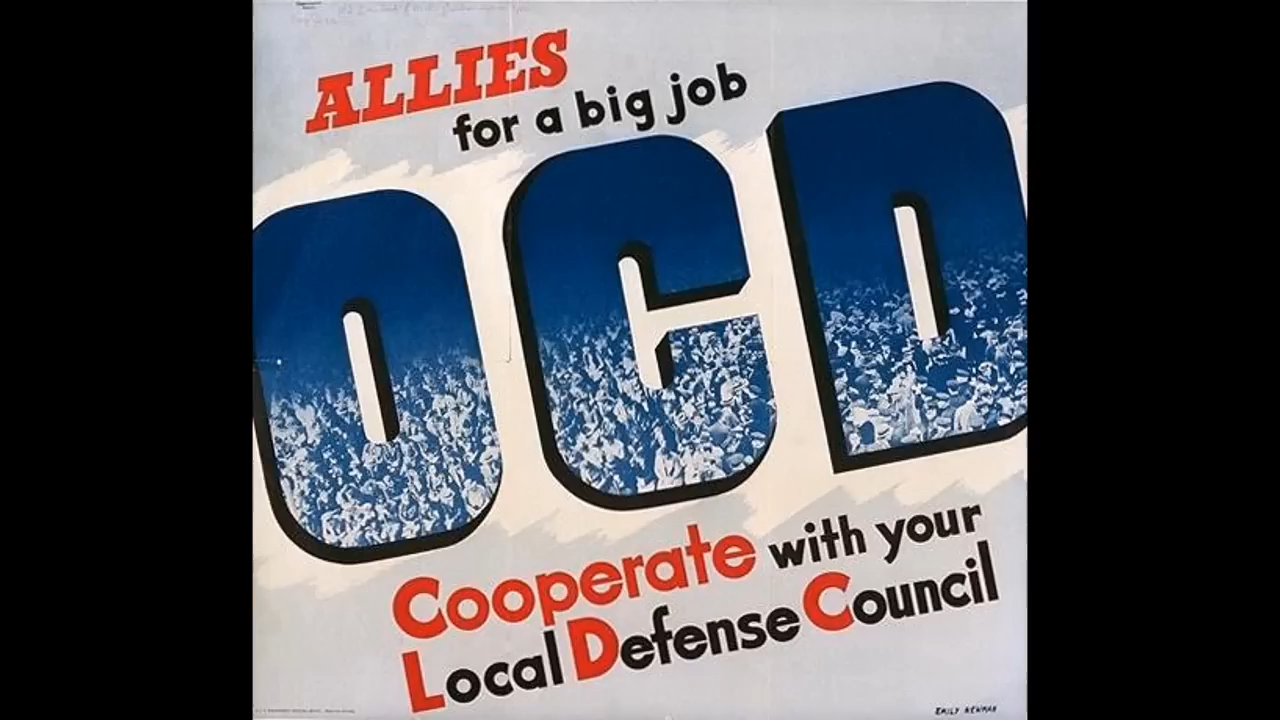 ALLIES
for a big job
OCD
Cooperate with your
Local Defense Council
EMILY NEWMAN